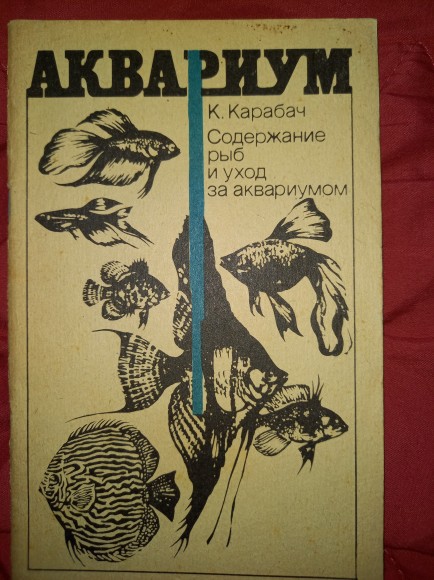 АКВАРИУМ
К. Карабач
Содержание
рыб
и уход
за аквариумом